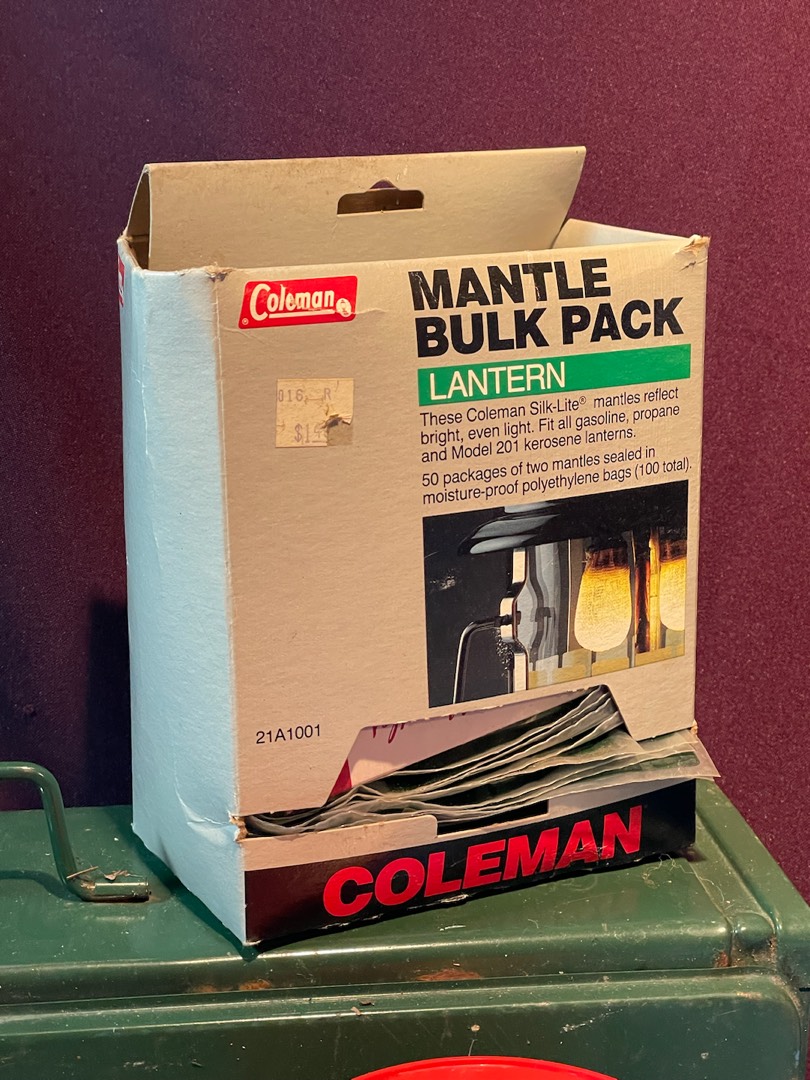 Coleman
®
MANTLE
BULK PACK
LANTERN
016 R
These Coleman Silk-Lite® mantles reflect
bright, even light. Fit all gasoline, propane
and Model 201 kerosene lanterns.
50 packages of two mantles sealed in
moisture-proof polyethylene bags (100 total).
21A1001
COLEMAN